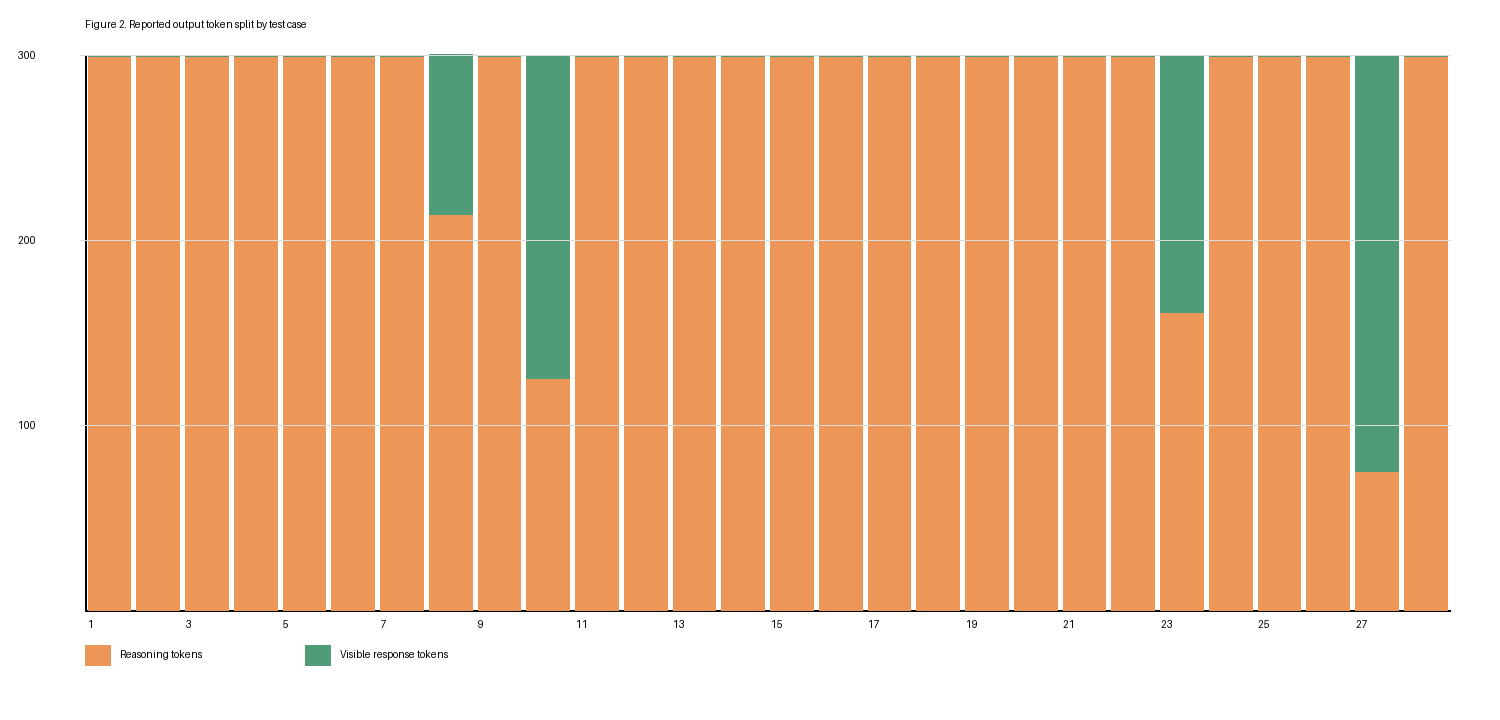 Figure 2. Reported output token split by test case
300
200
100
1 3 5 7 9 11 13 15 17 19 21 23 25 27
Reasoning tokens Visible response tokens